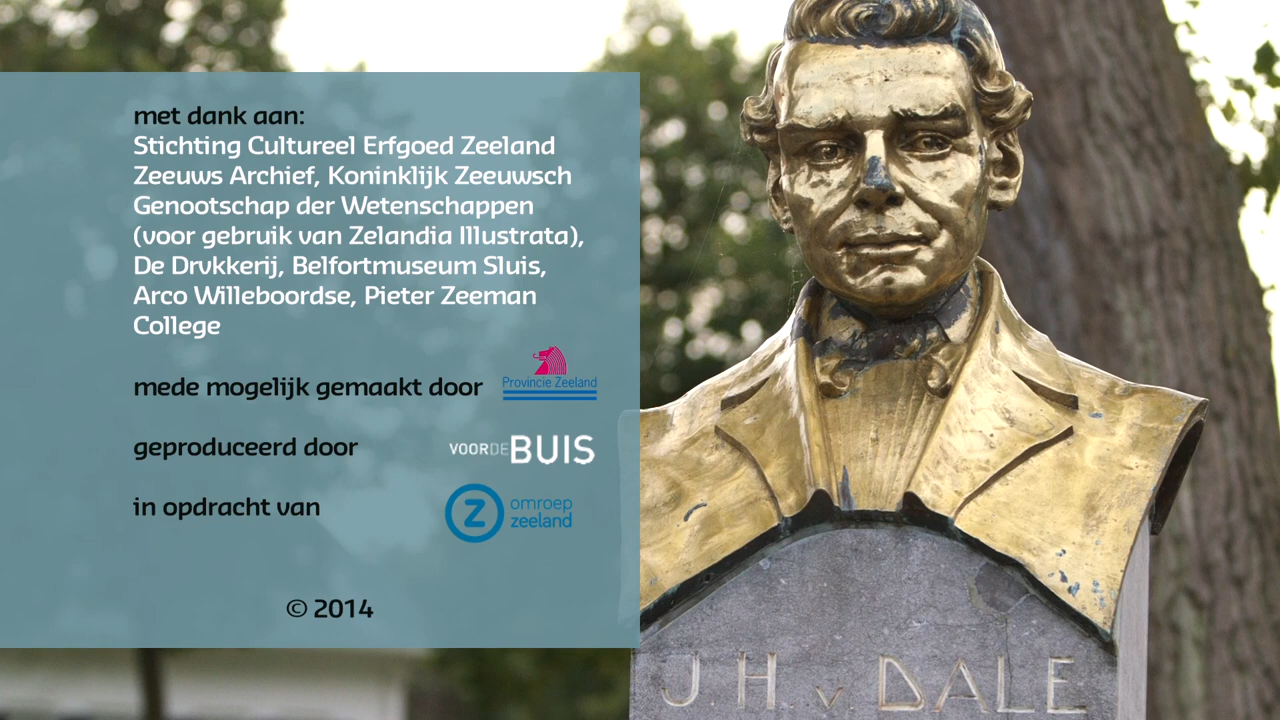 met dank aan:
Stichting Cultureel Erfgoed Zeeland
Zeeuws Archief, Koninklijk Zeeuwsch
Genootschap der Wetenschappen
(voor gebruik van Zelandia Illustrata),
De Drvkkerij, Belfortmuseum Sluis,
Arco Willeboordse, Pieter Zeeman
College
mede mogelijk gemaakt door
Provincie Zeeland
geproduceerd door
VOORDEBUIS
in opdracht van
Z omroep
zeeland
© 2014
J.H. v DALE